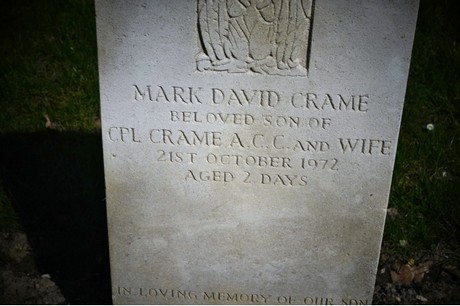 MARK DAVID CRAME
BELOVED SON OF
CPL CRAME A.C.C. AND WIFE
21ST OCTOBER 1972
AGED 2 DAYS
IN LOVING MEMORY OF OUR SON